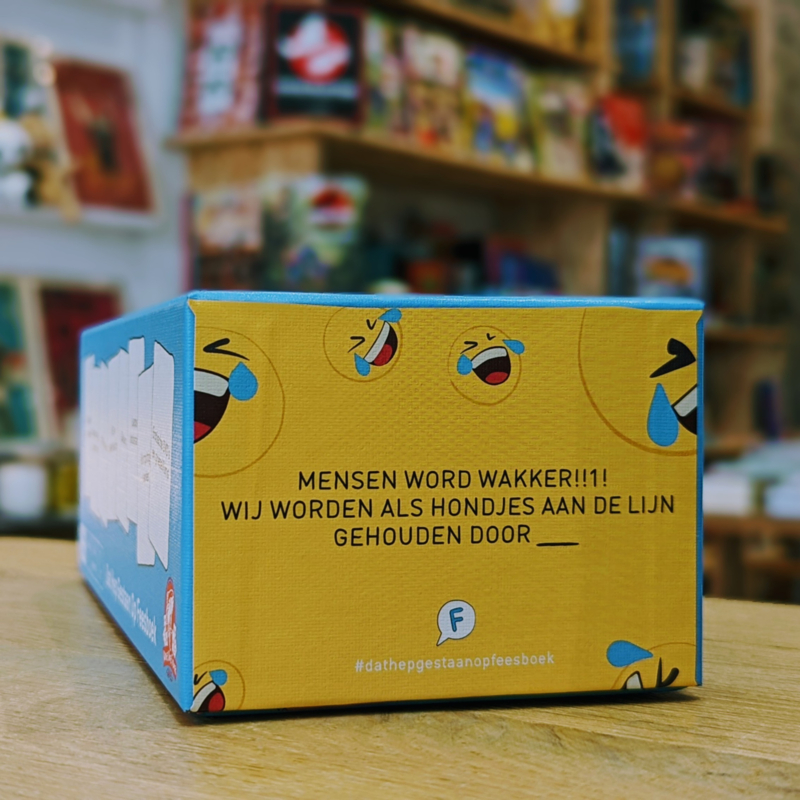 MENSEN WORD WAKKER!!1!
WIJ WORDEN ALS HONDJES AAN DE LIJN
GEHOUDEN DOOR ___
F
#dathepgestaanopfeesboek